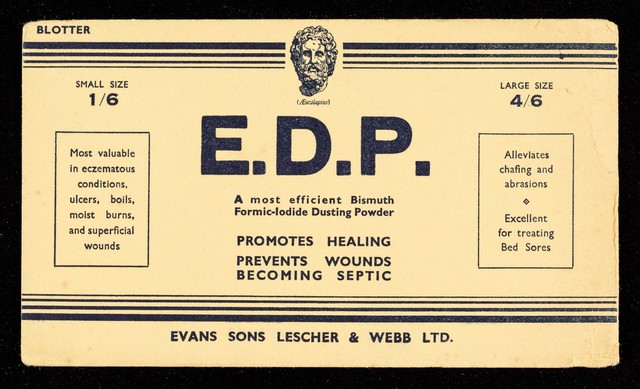 BLOTTER
(Æsculapius)
SMALL SIZE
1/6
LARGE SIZE
4/6
E.D.P.
Most valuable
in eczematous
conditions,
ulcers, boils,
moist burns,
and superficial
wounds
A most efficient Bismuth
Formic-Iodide Dusting Powder
PROMOTES HEALING
PREVENTS WOUNDS
BECOMING SEPTIC
Alleviates
chafing and
abrasions
Excellent
for treating
Bed Sores
EVANS SONS LESCHER & WEBB LTD.